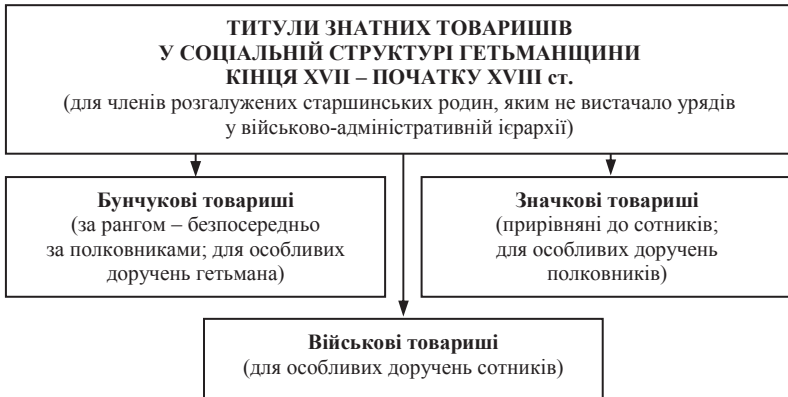 ТИТУЛИ ЗНАТНИХ ТОВАРИШІВ
У СОЦІАЛЬНІЙ СТРУКТУРІ ГЕТЬМАНЩИНИ
КІНЦЯ XVII – ПОЧАТКУ XVIII ст.
(для членів розгалужених старшинських родин, яким не вистачало урядів
у військово-адміністративній ієрархії)
Бунчукові товариші
(за рангом – безпосередньо
за полковниками; для особливих
доручень гетьмана)
Значкові товариші
(прирівняні до сотників;
для особливих доручень
полковників)
Військові товариші
(для особливих доручень сотників)